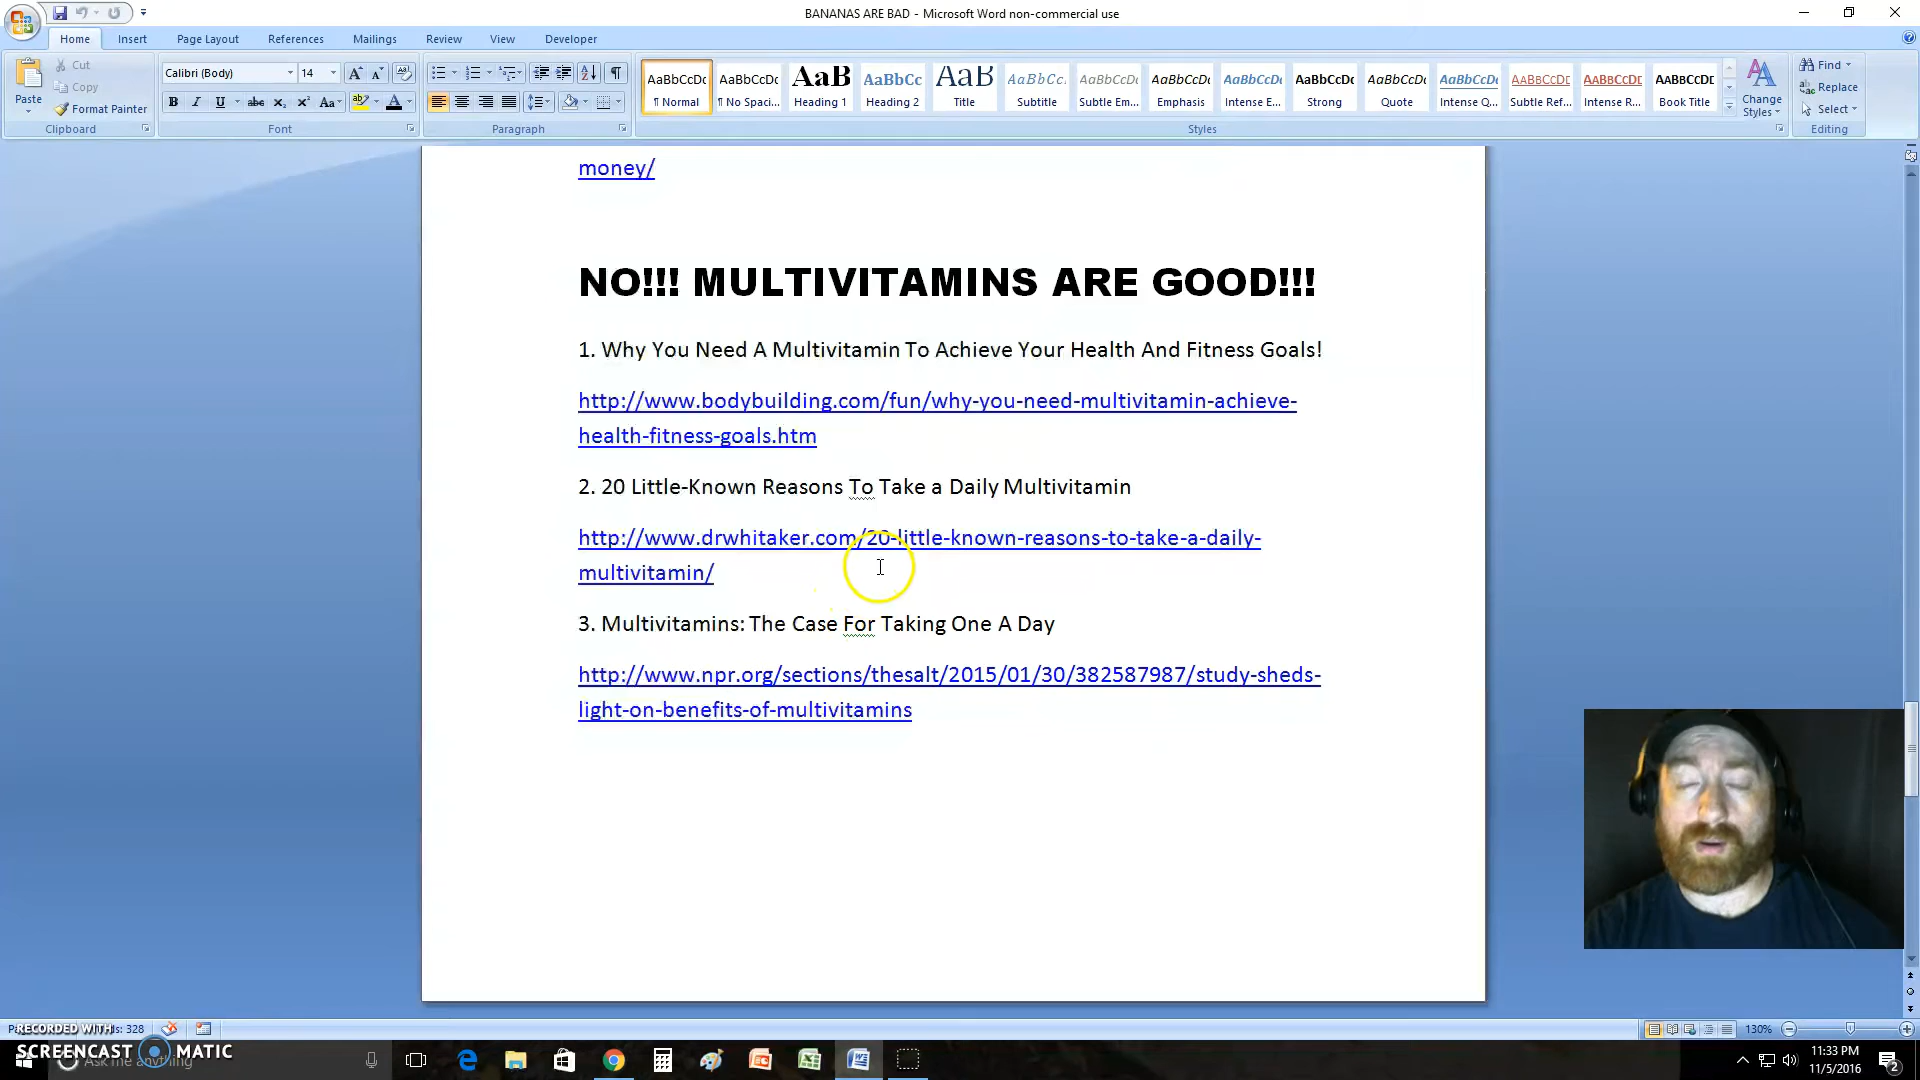 BANANAS ARE BAD - Microsoft Word non-commercial use
Home Insert Page Layout References Mailings Review View Developer
Paste
Cut
Copy
Format Painter
Clipboard
Calibri (Body) 14
Font
Paragraph
AaBbCcDc AaBbCcDc AaB AaBbCc AaB AaBbCc. AaBbCcDc AaBbCcDc AaBbCcDc AaBbCcDc AaBbCcDc AaBbCcDc AaBbCcDc AaBbCcDc AaBbCcDc
¶ Normal ¶ No Spaci... Heading 1 Heading 2 Title Subtitle Subtle Em... Emphasis Intense E... Strong Quote Intense Q... Subtle Ref... Intense R... Book Title
Change Styles
Styles
Find
Replace
Select
Editing
money/
NO!!! MULTIVITAMINS ARE GOOD!!!
1. Why You Need A Multivitamin To Achieve Your Health And Fitness Goals!
http://www.bodybuilding.com/fun/why-you-need-multivitamin-achieve-
health-fitness-goals.htm
2. 20 Little-Known Reasons To Take a Daily Multivitamin
http://www.drwhitaker.com/20-little-known-reasons-to-take-a-daily-
multivitamin/
3. Multivitamins: The Case For Taking One A Day
http://www.npr.org/sections/thesalt/2015/01/30/382587987/study-sheds-
light-on-benefits-of-multivitamins
RECORDED WITH
328
130%
SCREENCAST MATIC
Ask me anything
11:33 PM
11/5/2016
2